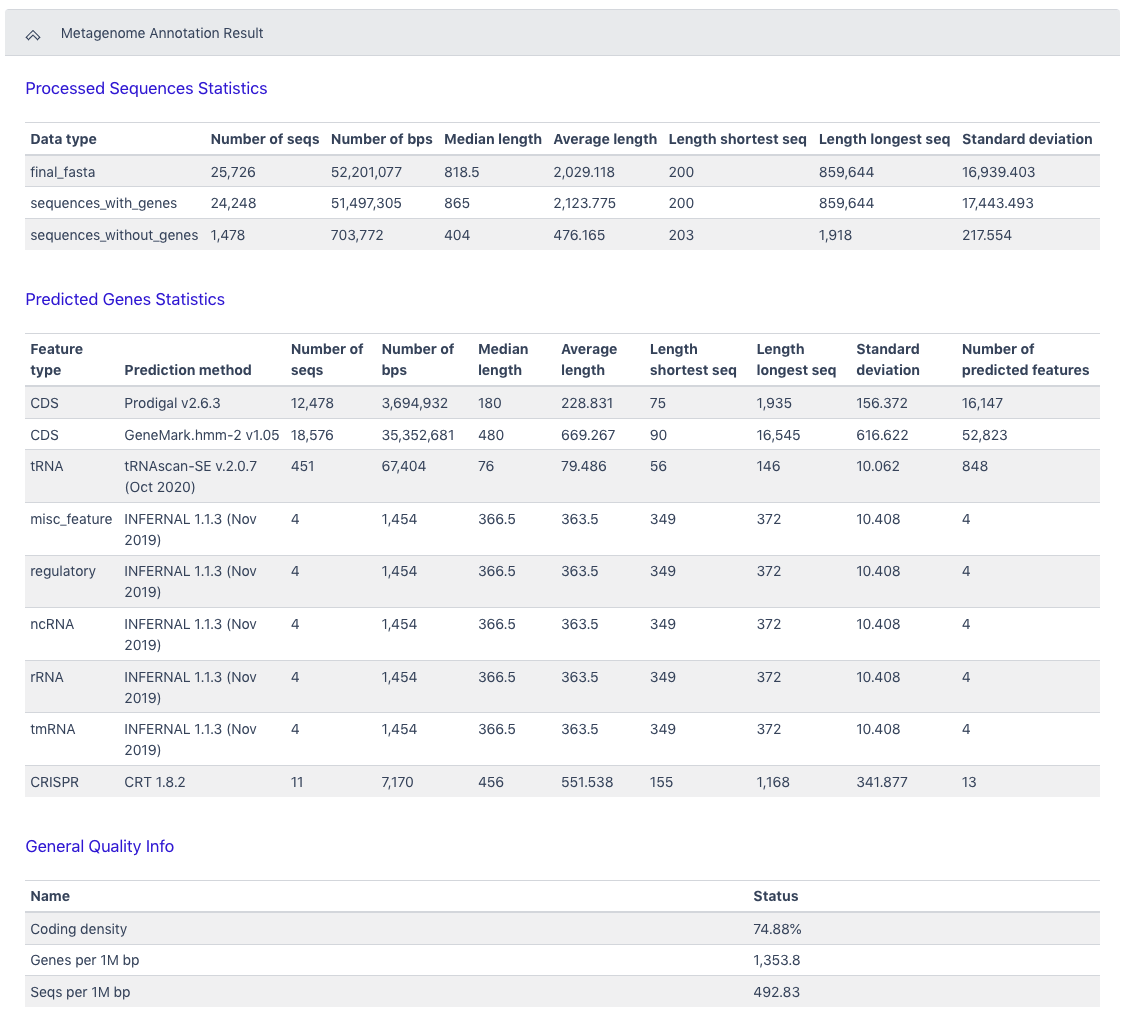 Metagenome Annotation Result
Processed Sequences Statistics
Data type Number of seqs Number of bps Median length Average length Length shortest seq Length longest seq Standard deviation
final_fasta 25,726 52,201,077 818.5 2,029.118 200 859,644 16,939.403
sequences_with_genes 24,248 51,497,305 865 2,123.775 200 859,644 17,443.493
sequences_without_genes 1,478 703,772 404 476.165 203 1,918 217.554
Predicted Genes Statistics
Feature Number of Number of Median Average Length Length Standard Number of
type Prediction method seqs bps length length shortest seq longest seq deviation predicted features
CDS Prodigal v2.6.3 12,478 3,694,932 180 228.831 75 1,935 156.372 16,147
CDS GeneMark.hmm-2 v1.05 18,576 35,352,681 480 669.267 90 16,545 616.622 52,823
tRNA tRNAscan-SE v.2.0.7 451 67,404 76 79.486 56 146 10.062 848
(Oct 2020)
misc_feature INFERNAL 1.1.3 (Nov 4 1,454 366.5 363.5 349 372 10.408 4
2019)
regulatory INFERNAL 1.1.3 (Nov 4 1,454 366.5 363.5 349 372 10.408 4
2019)
ncRNA INFERNAL 1.1.3 (Nov 4 1,454 366.5 363.5 349 372 10.408 4
2019)
rRNA INFERNAL 1.1.3 (Nov 4 1,454 366.5 363.5 349 372 10.408 4
2019)
tmRNA INFERNAL 1.1.3 (Nov 4 1,454 366.5 363.5 349 372 10.408 4
2019)
CRISPR CRT 1.8.2 11 7,170 456 551.538 155 1,168 341.877 13
General Quality Info
Name Status
Coding density 74.88%
Genes per 1M bp 1,353.8
Seqs per 1M bp 492.83